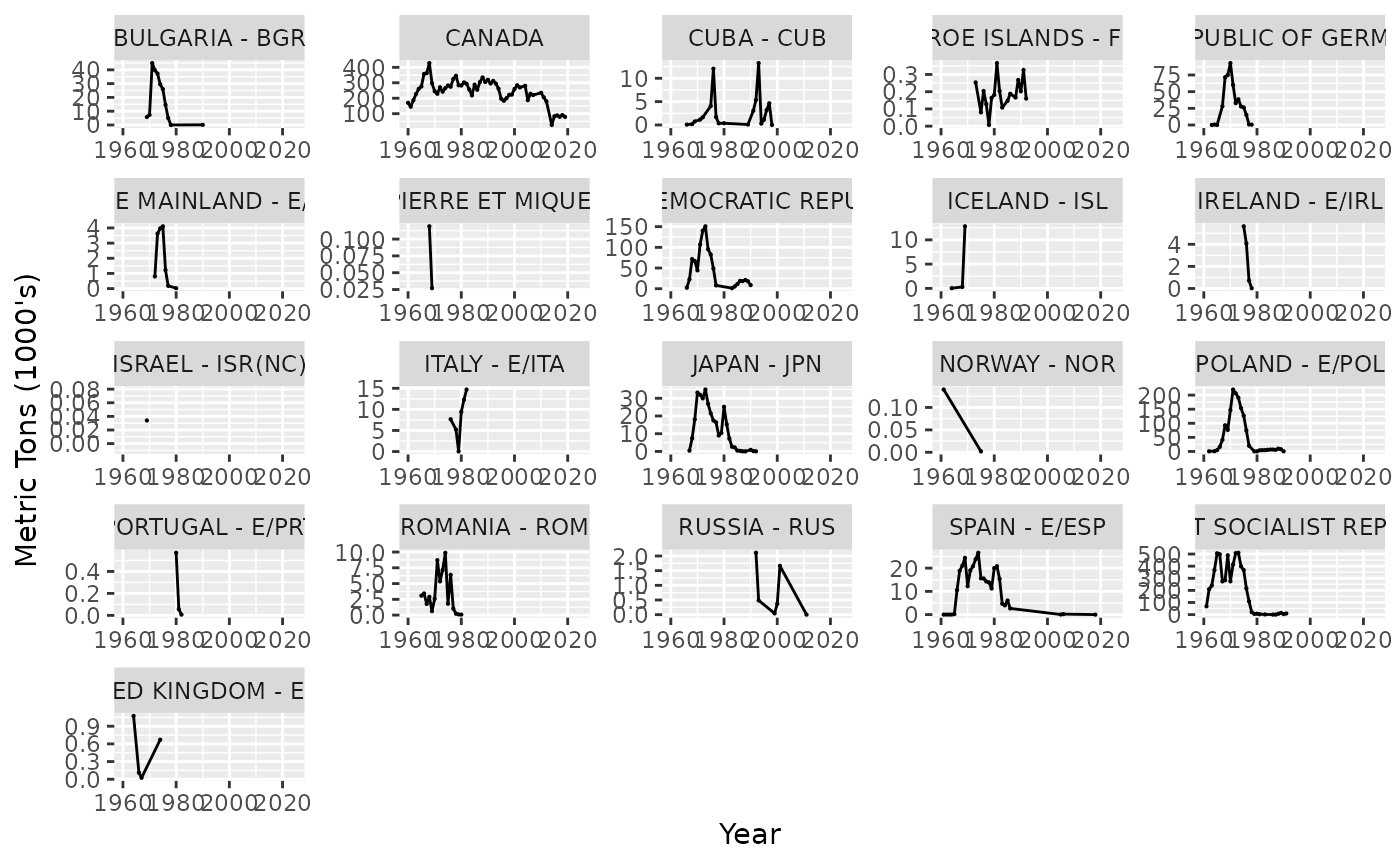 BULGARIA - BGR
CANADA
CUBA - CUB
ROE ISLANDS - F
PUBLIC OF GERM
40
30
20
10
0
400
300
200
100
10
5
0
0.3
0.2
0.1
0.0
75
50
25
0
1960 1980 2000 2020
1960 1980 2000 2020
1960 1980 2000 2020
1960 1980 2000 2020
1960 1980 2000 2020
E MAINLAND - E/
PIERRE ET MIQUE
EMOCRATIC REPU
ICELAND - ISL
IRELAND - E/IRL
4
3
2
1
0
0.100
0.075
0.050
0.025
150
100
50
0
10
5
0
4
2
0
1960 1980 2000 2020
1960 1980 2000 2020
1960 1980 2000 2020
1960 1980 2000 2020
1960 1980 2000 2020
Metric Tons (1000's)
ISRAEL - ISR(NC)
ITALY - E/ITA
JAPAN - JPN
NORWAY - NOR
POLAND - E/POL
0.08
0.06
0.04
0.02
0.00
15
10
5
0
30
20
10
0
0.10
0.05
0.00
200
150
100
50
0
1960 1980 2000 2020
1960 1980 2000 2020
1960 1980 2000 2020
1960 1980 2000 2020
1960 1980 2000 2020
PORTUGAL - E/PRT
ROMANIA - ROM
RUSSIA - RUS
SPAIN - E/ESP
T SOCIALIST REP
0.4
0.2
0.0
10.0
7.5
5.0
2.5
0.0
2.0
1.5
1.0
0.5
0.0
20
10
0
500
400
300
200
100
0
1960 1980 2000 2020
1960 1980 2000 2020
1960 1980 2000 2020
1960 1980 2000 2020
1960 1980 2000 2020
ED KINGDOM - E
0.9
0.6
0.3
0.0
1960 1980 2000 2020
Year